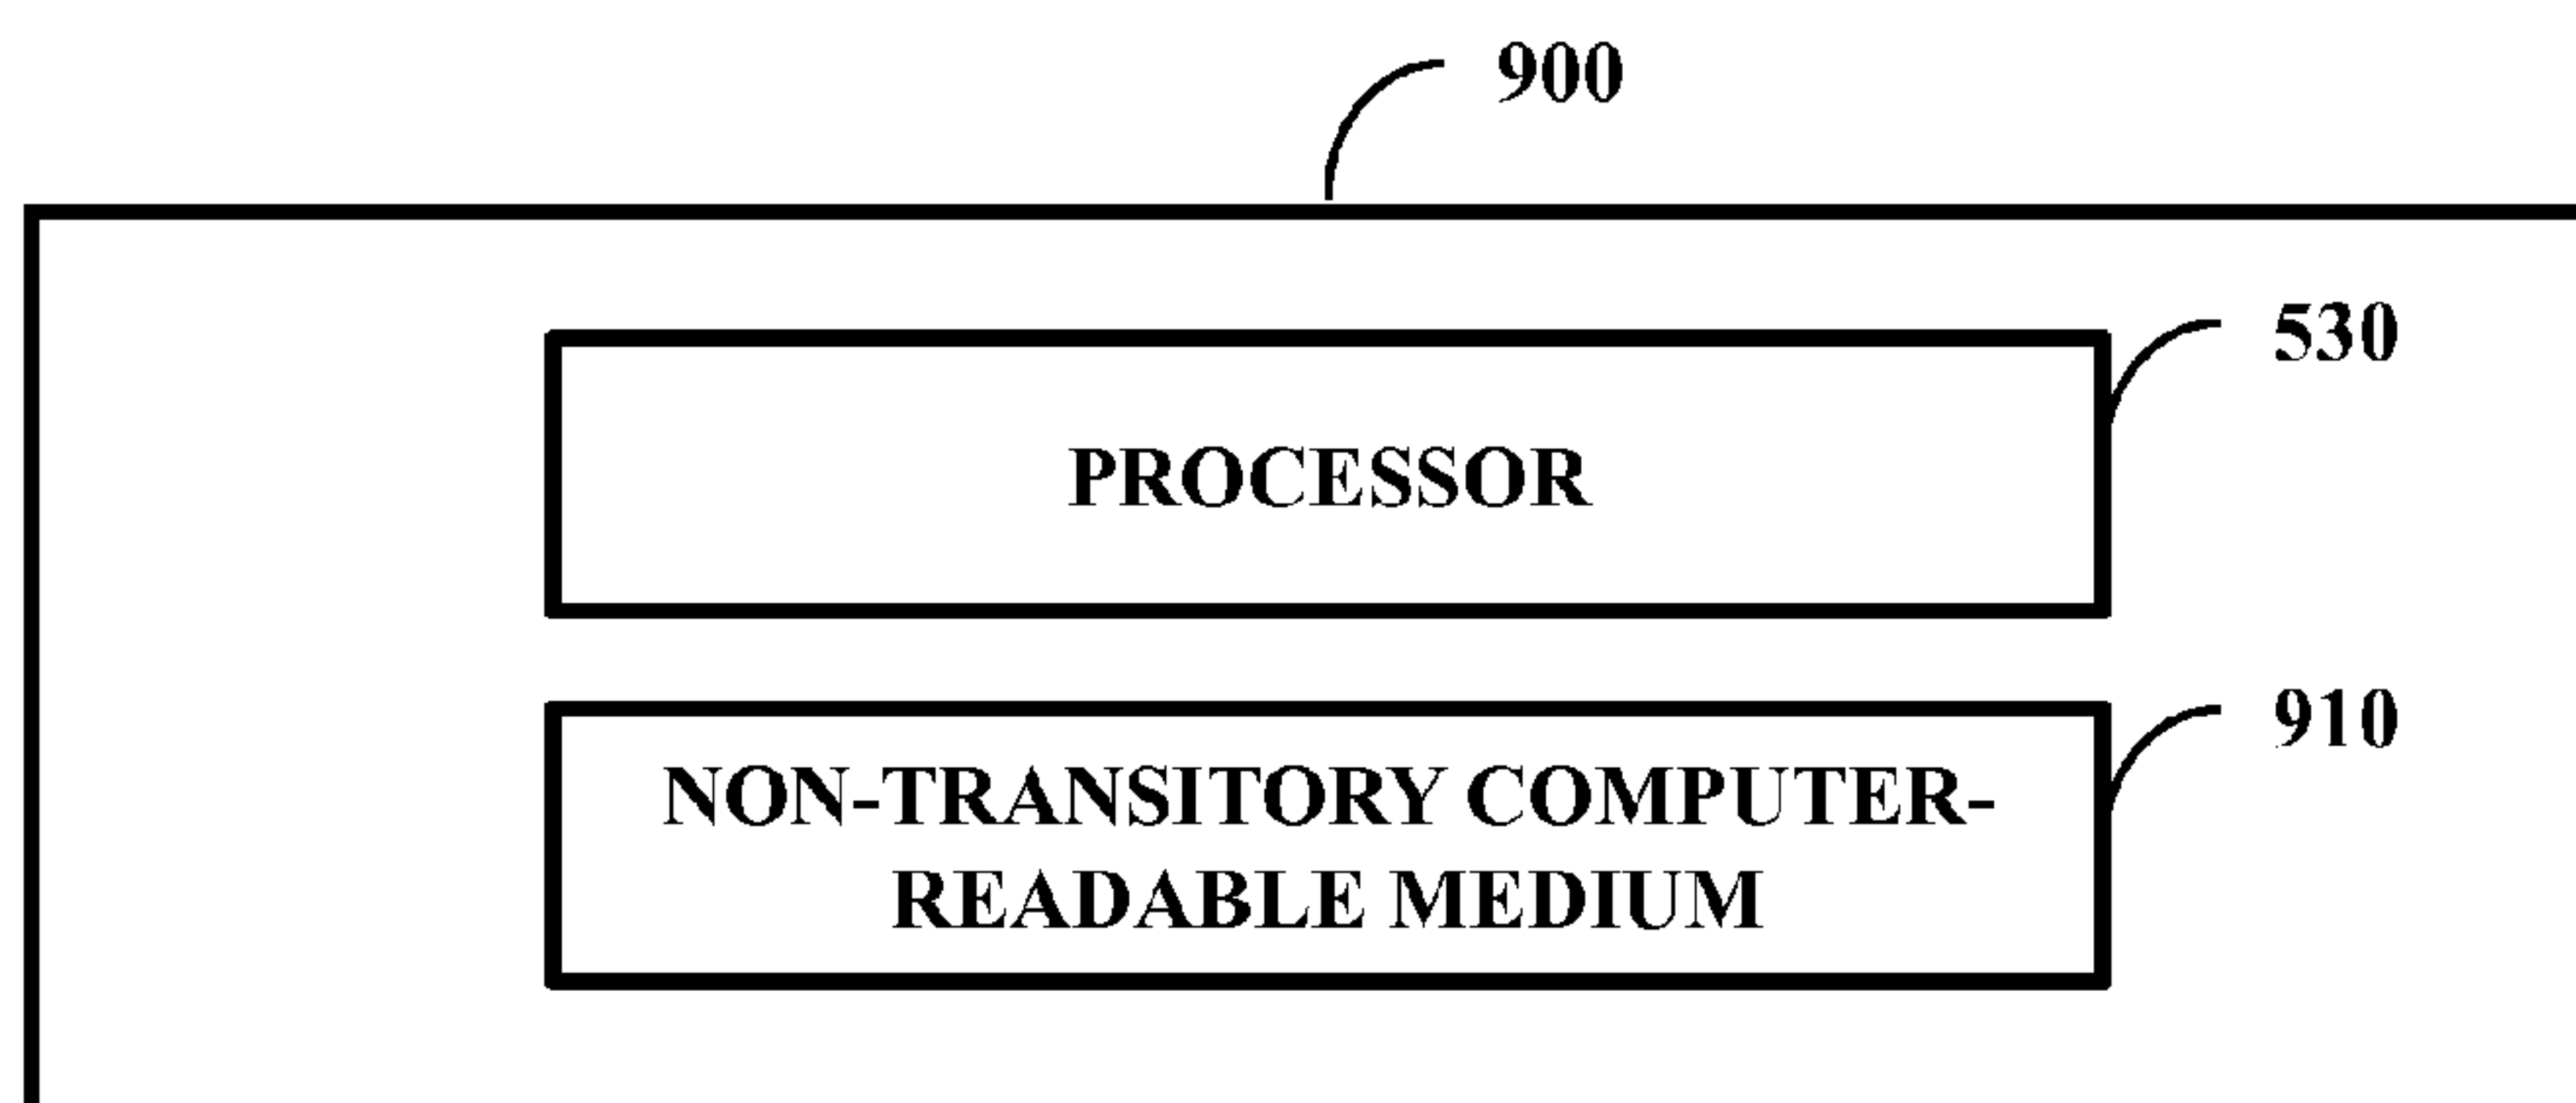 900
530
PROCESSOR
910
NON-TRANSITORY COMPUTER-
READABLE MEDIUM